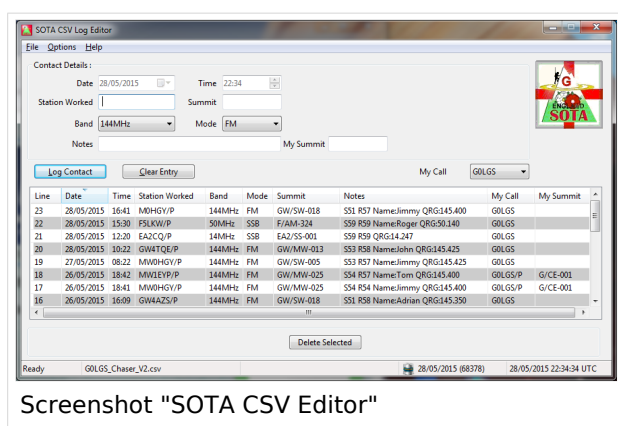 SOTA CSV Log Editor
File Options Help
Contact Details :
Date 28/05/2015 Time 22:34
Station Worked Summit
Band 144MHz Mode FM
Notes My Summit
G
ENGLAND
SOTA
Log Contact Clear Entry My Call G0LGS
Line Date Time Station Worked Band Mode Summit Notes My Call My Summit
23 28/05/2015 16:41 M0HGY/P 144MHz FM GW/SW-018 S51 R57 Name:Jimmy QRG:145.400 G0LGS
22 28/05/2015 15:30 F5LKW/P 50MHz SSB F/AM-324 S59 R59 Name:Roger QRG:50.140 G0LGS
21 28/05/2015 12:20 EA2CQ/P 14MHz SSB EA2/SS-001 S59 R59 QRG:14.247 G0LGS
20 28/05/2015 10:22 GW4TQE/P 144MHz FM GW/MW-013 S53 R58 Name:John QRG:145.425 G0LGS
19 27/05/2015 08:22 MW0HGY/P 144MHz FM GW/SW-005 S53 R57 Name:Jimmy QRG:145.425 G0LGS
18 26/05/2015 18:42 MW1EYP/P 144MHz FM GW/MW-025 S54 R57 Name:Tom QRG:145.400 G0LGS/P G/CE-001
17 26/05/2015 18:41 MW0HGY/P 144MHz FM GW/MW-025 S54 R54 Name:Jimmy QRG:145.400 G0LGS/P G/CE-001
16 26/05/2015 16:09 GW4AZS/P 144MHz FM GW/SW-018 S51 R58 Name:Adrian QRG:145.350 G0LGS
Delete Selected
Ready G0LGS_Chaser_V2.csv 28/05/2015 (68378) 28/05/2015 22:34:34 UTC
Screenshot "SOTA CSV Editor"